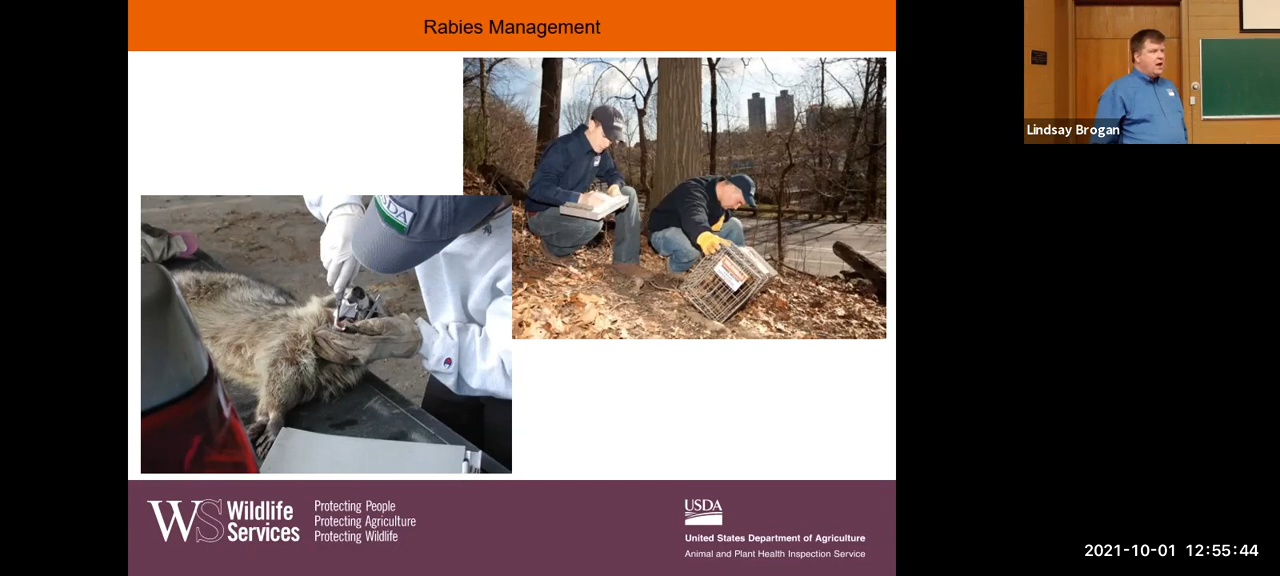 Rabies Management
Lindsay Brogan
USDA
WS Wildlife Services
Protecting People
Protecting Agriculture
Protecting Wildlife
USDA
United States Department of Agriculture
Animal and Plant Health Inspection Service
2021-10-01 12:55:44